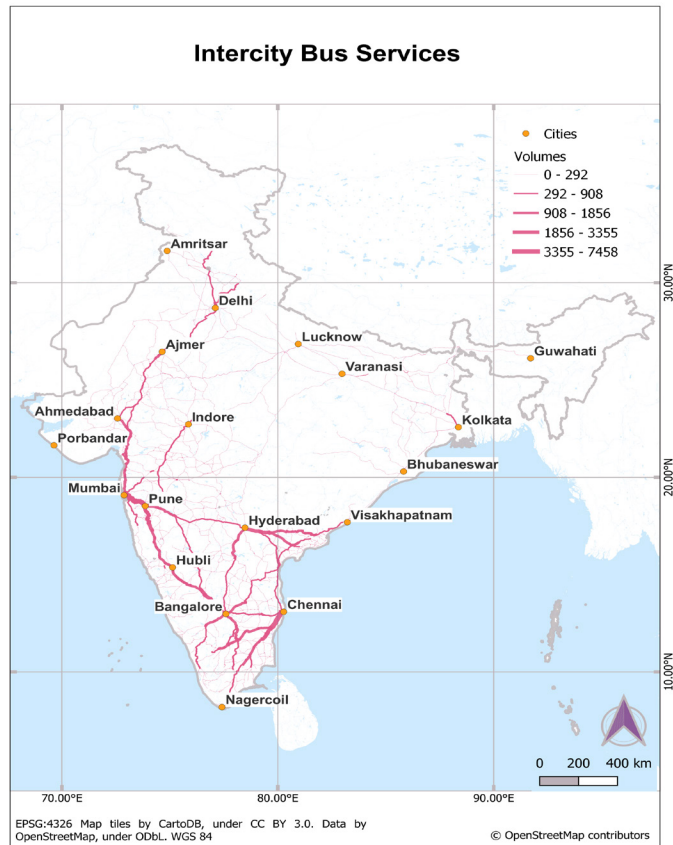 Intercity Bus Services
Cities
Volumes
0 - 292
292 - 908
908 - 1856
1856 - 3355
3355 - 7458
Amritsar
30.00°N
Delhi
Lucknow
Ajmer
Guwahati
Varanasi
Ahmedabad
Indore
Kolkata
Porbandar
Bhubaneswar
20.00°N
Mumbai
Pune
Hyderabad
Visakhapatnam
Hubli
Bangalore
Chennai
10.00°N
Nagercoil
0 200 400 km
70.00°E 80.00°E 90.00°E
EPSG:4326 Map tiles by CartoDB, under CC BY 3.0. Data by
OpenStreetMap, under ODbL. WGS 84
© OpenStreetMap contributors